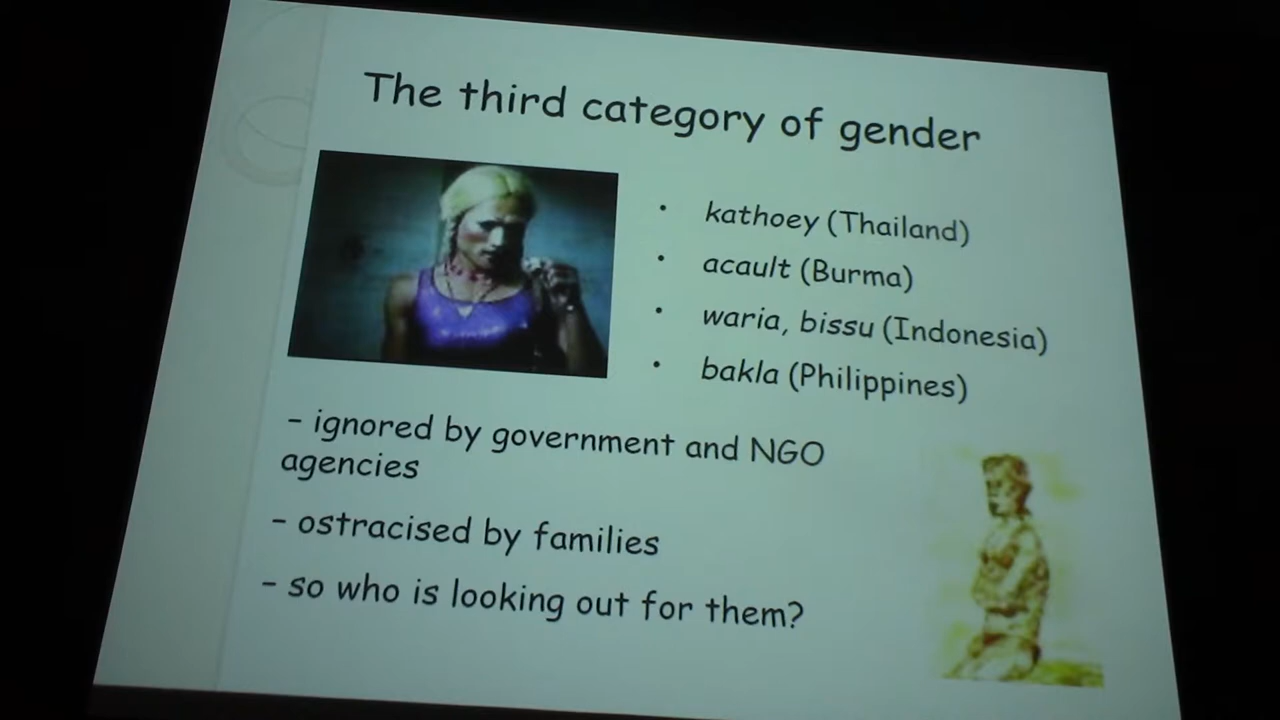 The third category of gender
• kathoey (Thailand)
• acault (Burma)
• waria, bissu (Indonesia)
• bakla (Philippines)
– ignored by government and NGO
agencies
– ostracised by families
– so who is looking out for them?